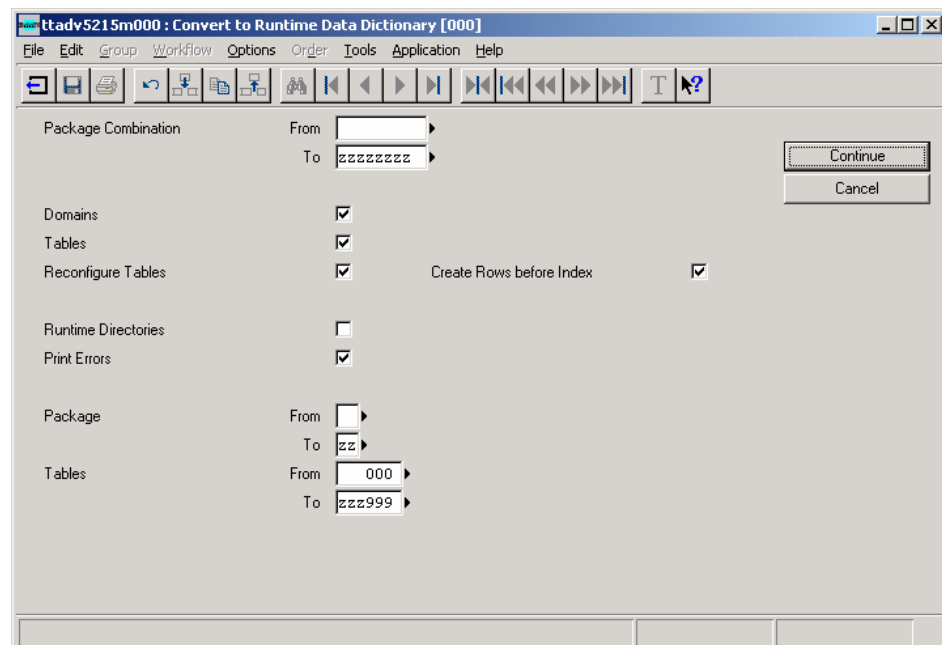 ttadv5215m000 : Convert to Runtime Data Dictionary [000]
File Edit Group Workflow Options Order Tools Application Help
T ?
Package Combination From
To zzzzzzzzz
Continue
Cancel
Domains
Tables
Reconfigure Tables Create Rows before Index
Runtime Directories
Print Errors
Package From
To zz
Tables From 000
To zzz999